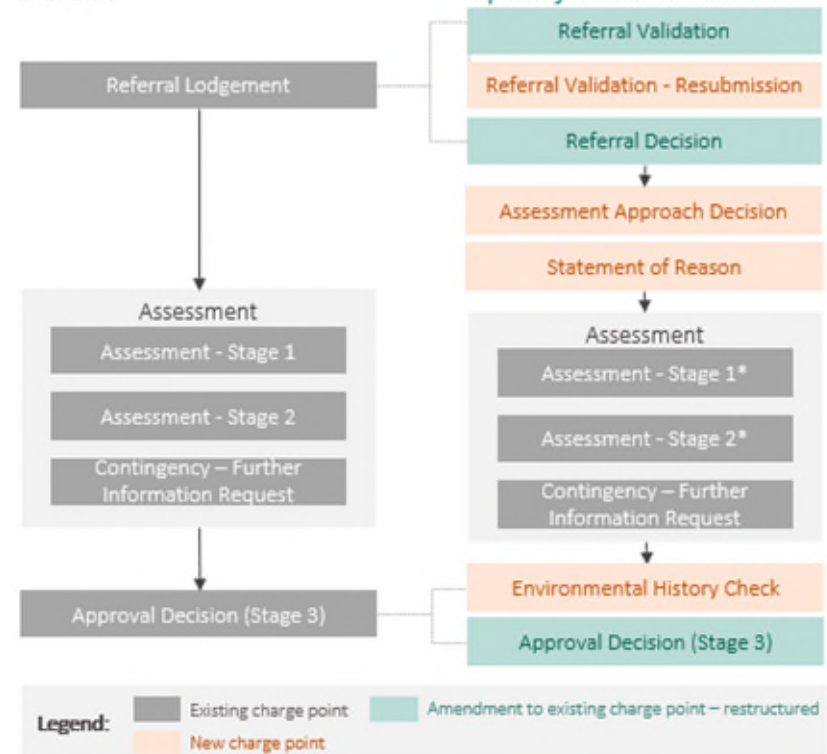 Referral Lodgement
Assessment
Assessment - Stage 1
Assessment - Stage 2
Contingency – Further
Information Request
Approval Decision (Stage 3)
Referral Validation
Referral Validation - Resubmission
Referral Decision
Assessment Approach Decision
Statement of Reason
Assessment
Assessment - Stage 1*
Assessment - Stage 2*
Contingency – Further
Information Request
Environmental History Check
Approval Decision (Stage 3)
Legend:
Existing charge point
Amendment to existing charge point – restructured
New charge point